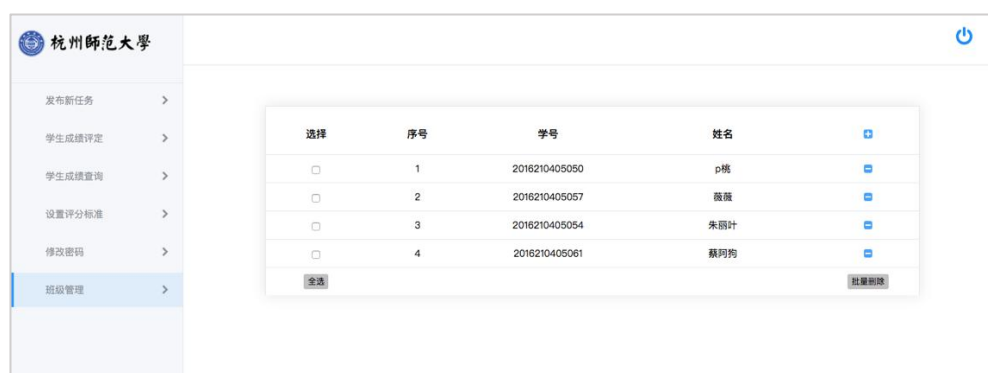 杭州師范大學
发布新任务
学生成绩评定
学生成绩查询
设置评分标准
修改密码
班级管理
选择 序号 学号 姓名
1 2016210405050 p桃
2 2016210405057 薇薇
3 2016210405054 朱丽叶
4 2016210405061 蔡阿狗
全选 批量删除